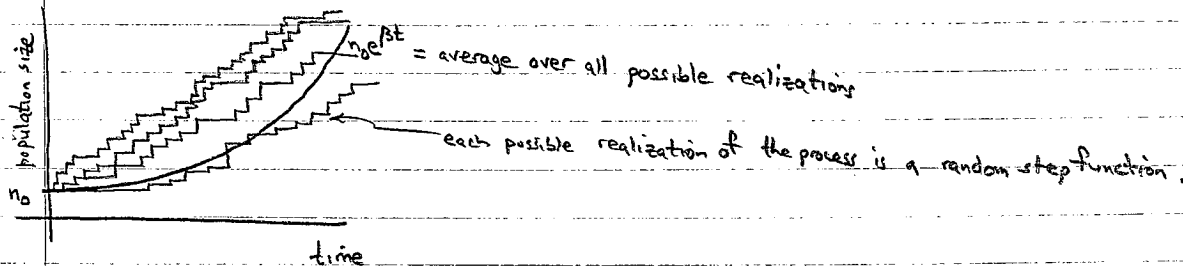 population size
n₀e^βt = average over all possible realizations
each possible realization of the process is a random step function.
n₀
time